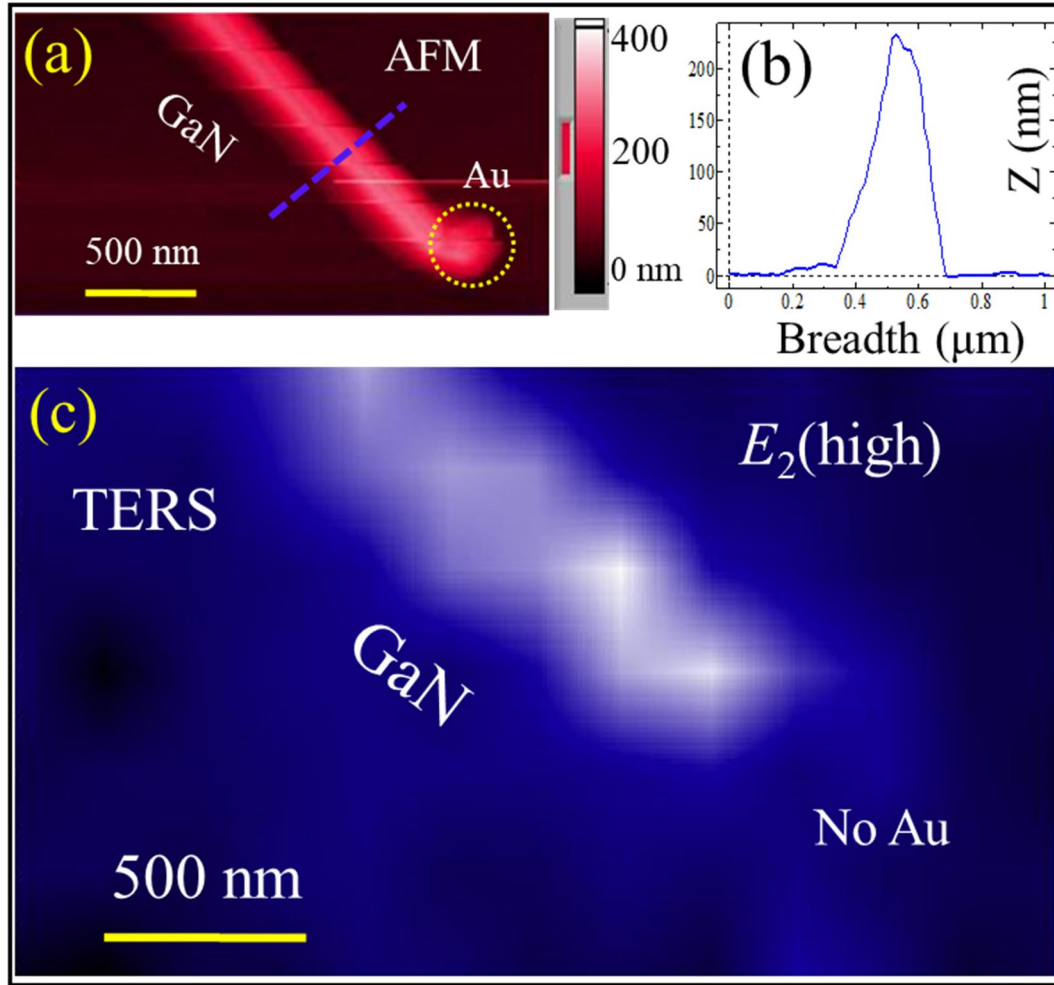 (a)
AFM
GaN
Au
500 nm
400
200
0 nm
(b)
200
150
100
50
0
0
0.2
0.4
0.6
0.8
1
Z (nm)
Breadth (μm)
(c)
E₂(high)
TERS
GaN
No Au
500 nm